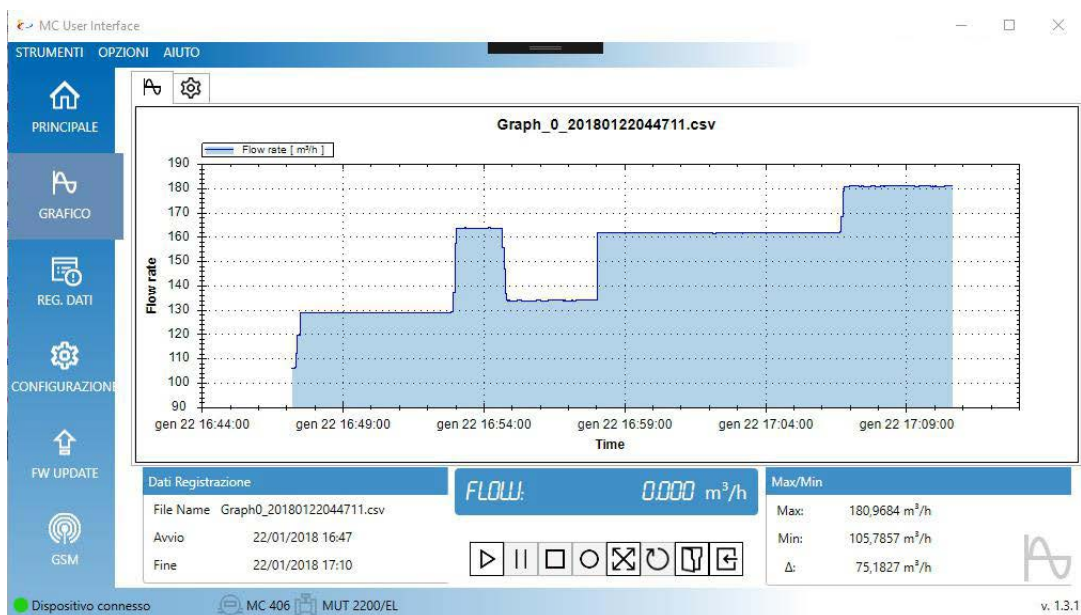 MC User Interface
STRUMENTI OPZIONI AIUTO
PRINCIPALE
GRAFICO
REG. DATI
CONFIGURAZIONE
FW UPDATE
GSM
Graph_0_20180122044711.csv
Flow rate [ m³/h ]
Flow rate
190
180
170
160
150
140
130
120
110
100
90
gen 22 16:44:00 gen 22 16:49:00 gen 22 16:54:00 gen 22 16:59:00 gen 22 17:04:00 gen 22 17:09:00
Time
Dati Registrazione
File Name Graph0_20180122044711.csv
Avvio 22/01/2018 16:47
Fine 22/01/2018 17:10
FLOW: 0.000 m³/h
Max/Min
Max: 180,9684 m³/h
Min: 105,7857 m³/h
Δ: 75,1827 m³/h
Dispositivo connesso MC 406 MUT 2200/EL v. 1.3.1